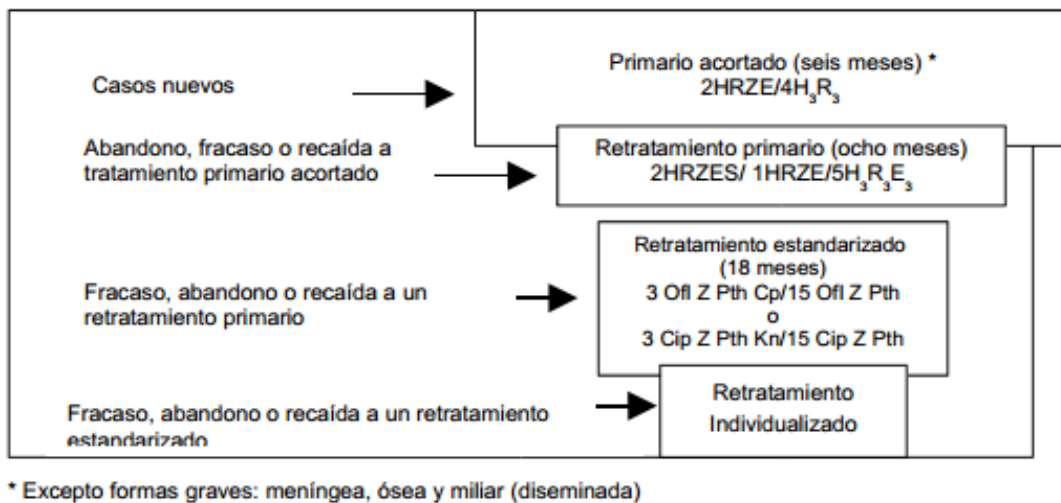 Casos nuevos
Primario acortado (seis meses) *
2HRZE/4H₃R₃
Abandono, fracaso o recaída a
tratamiento primario acortado
Retratamiento primario (ocho meses)
2HRZES/ 1HRZE/5H₃R₃E₃
Fracaso, abandono o recaída a un
retratamiento primario
Retratamiento estandarizado
(18 meses)
3 Ofl Z Pth Cp/15 Ofl Z Pth
o
3 Cip Z Pth Kn/15 Cip Z Pth
Fracaso, abandono o recaída a un retratamiento
estandarizado
Retratamiento
Individualizado
* Excepto formas graves: meníngea, ósea y miliar (diseminada)